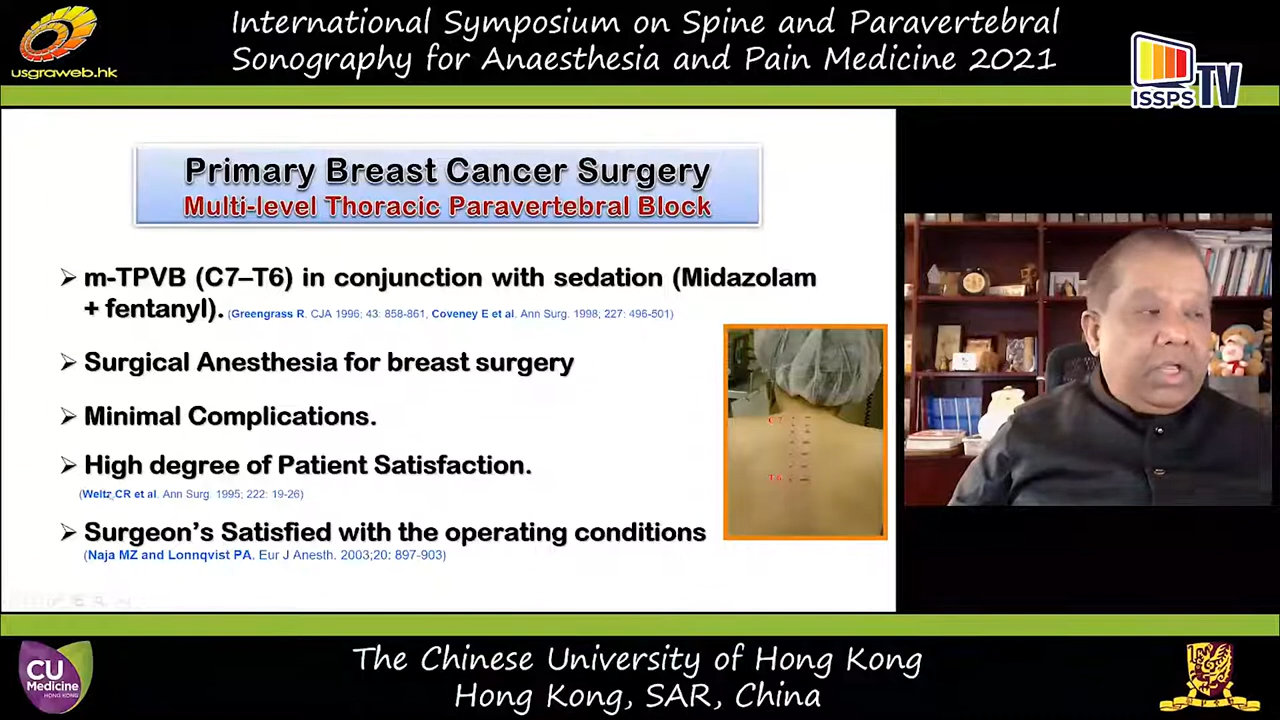 International Symposium on Spine and Paravertebral
Sonography for Anaesthesia and Pain Medicine 2021
usgraweb.hk
ISSPS TV
Primary Breast Cancer Surgery
Multi-level Thoracic Paravertebral Block
➢ m-TPVB (C7–T6) in conjunction with sedation (Midazolam
+ fentanyl). (Greengrass R. CJA 1996; 43: 858-861, Coveney E et al. Ann Surg. 1998; 227: 496-501)
➢ Surgical Anesthesia for breast surgery
➢ Minimal Complications.
➢ High degree of Patient Satisfaction.
(Weltz CR et al. Ann Surg. 1995; 222: 19-26)
➢ Surgeon's Satisfied with the operating conditions
(Naja MZ and Lonnqvist PA. Eur J Anesth. 2003;20: 897-903)
C7
T6
CU
Medicine
HONG KONG
The Chinese University of Hong Kong
Hong Kong, SAR, China